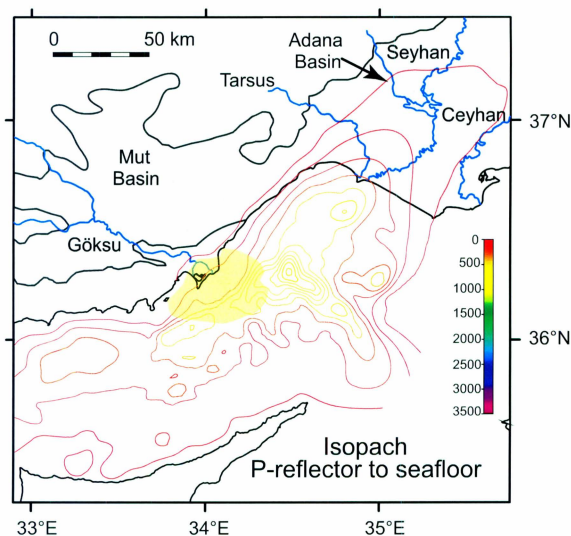 0 50 km
Adana
Basin
Seyhan
Tarsus
Ceyhan
37°N
Mut
Basin
Göksu
0
500
1000
1500
2000
2500
3000
3500
36°N
Isopach
P-reflector to seafloor
33°E 34°E 35°E